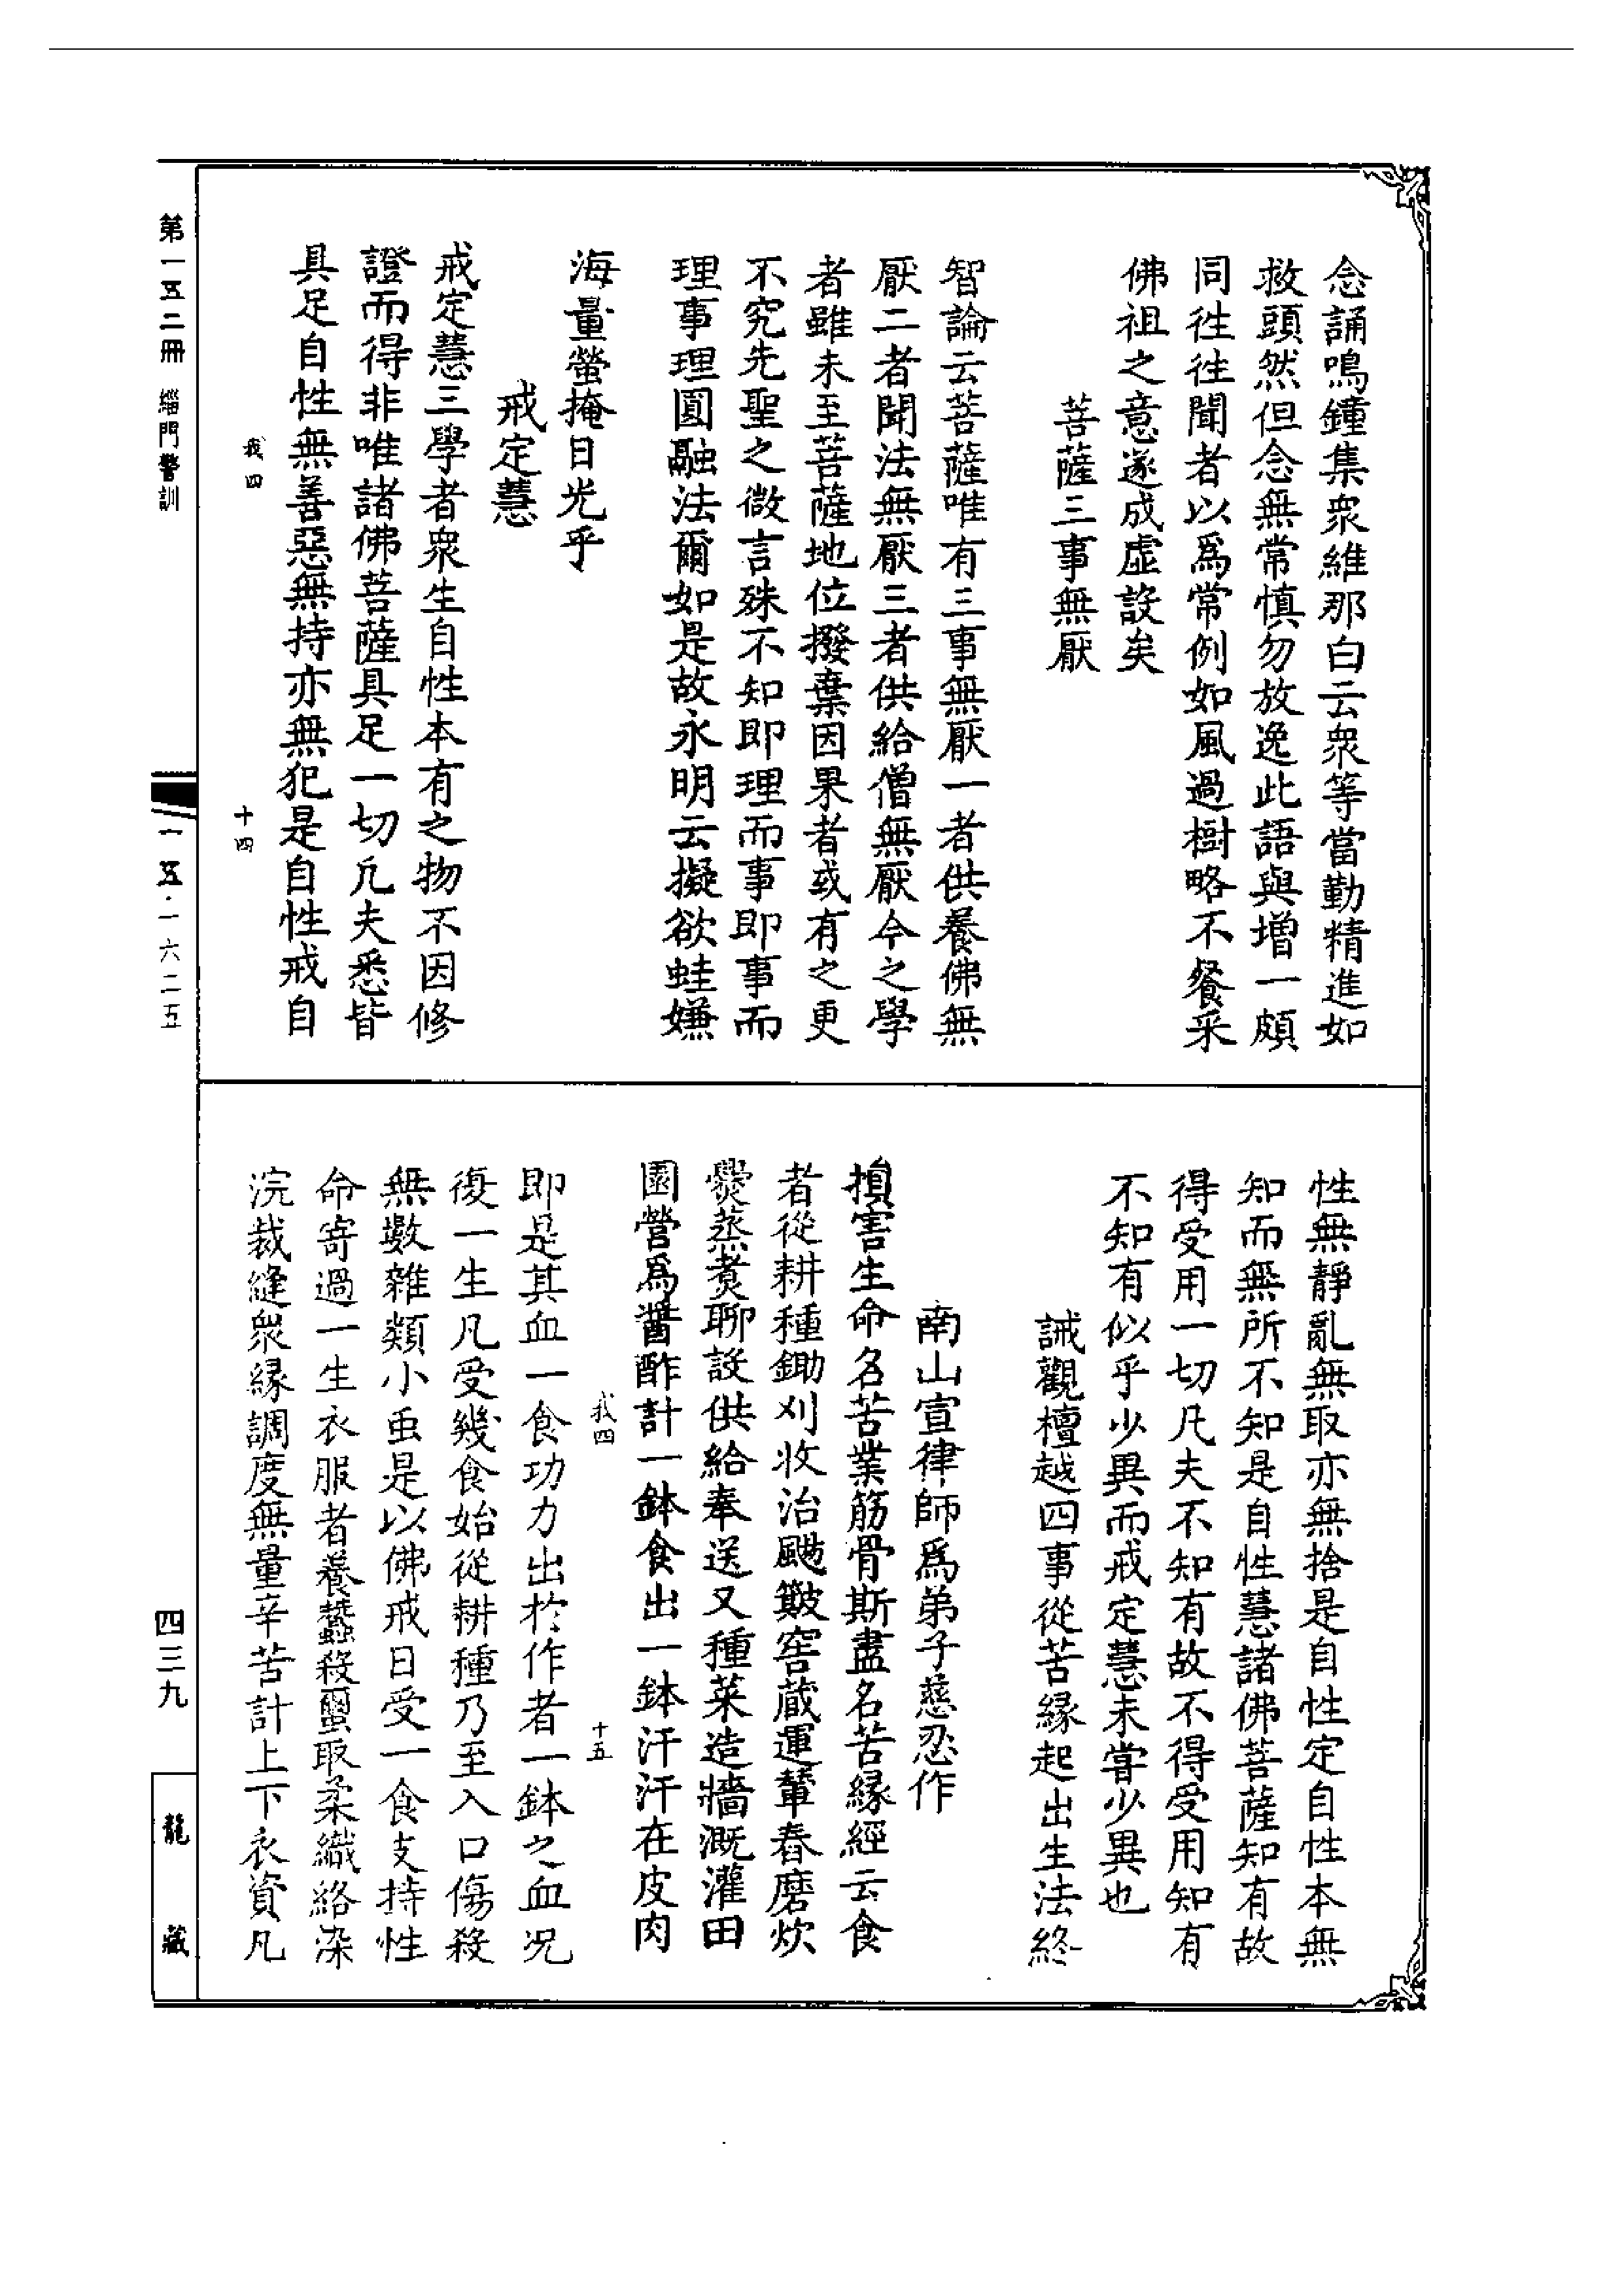 念誦鳴鐘集衆維那白云衆等當勤精進如
救頭然但念無常慎勿放逸此語與增一頗
同往往聞者以爲常例如風過樹略不餐采
佛祖之意遂成虛設矣
菩薩三事無厭
智論云菩薩唯有三事無厭一者供養佛無
厭二者聞法無厭三者供給僧無厭今之學
者雖未至菩薩地位撥棄因果者或有之更
不究先聖之微言殊不知即理而事即事而
理事理圓融法爾如是故永明云擬欲蛙嫌
海量螢掩日光乎
戒定慧
戒定慧三學者衆生自性本有之物不因修
證而得非唯諸佛菩薩具足一切凢夫悉皆
具足自性無善惡無持亦無犯是自性戒自
我四
十四
性無靜亂無取亦無捨是自性定自性本無
知而無所不知是自性慧諸佛菩薩知有故
得受用一切凡夫不知有故不得受用知有
不知有似乎少異而戒定慧未甞少異也
誡觀檀越四事從苦縁起出生法終
南山宣律師爲弟子慈忍作
損害生命名苦業筋骨斯盡名苦縁經云食
者從耕種鋤刈收治颺簸窖蔵運輦舂磨炊
㸑蒸煑聊設供給奉送又種菜造牆漑灌田
園營爲醬酢計一鉢食出一鉢汗汗在皮肉
我四
十五
即是其血一食功力出於作者一鉢之血况
復一生凡受幾食始從耕種乃至入口傷殺
無數雜類小虫是以佛戒日受一食支持性
命寄過一生衣服者養蠶殺䘉取柔織絡染
浣裁縫衆縁調度無量辛苦計上下衣資凡
第一五二冊 緇門警訓
一五·一六二五
四三九
龍藏